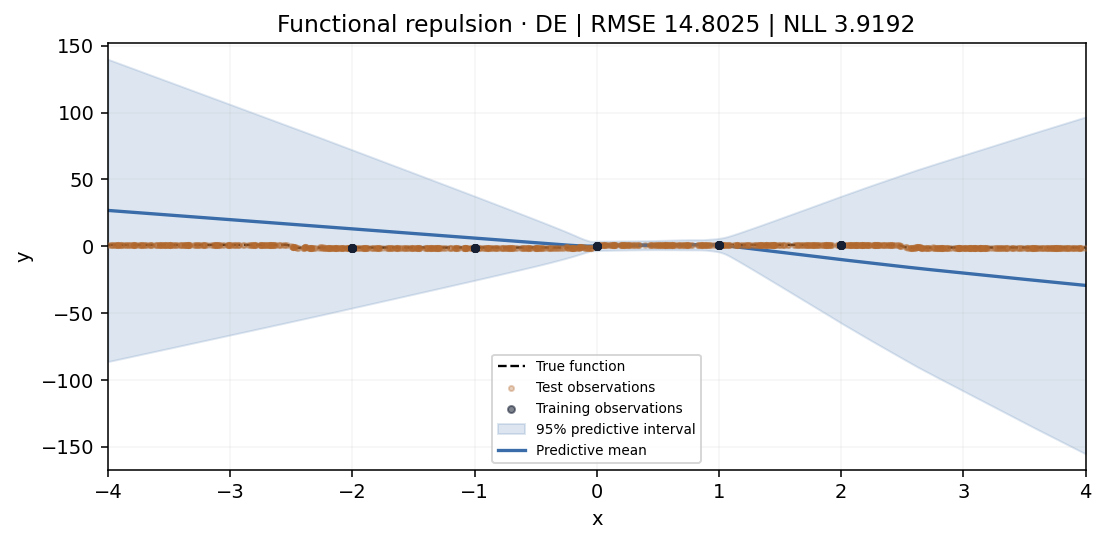 Functional repulsion · DE | RMSE 14.8025 | NLL 3.9192
150
100
50
0
−50
−100
−150
y
True function
Test observations
Training observations
95% predictive interval
Predictive mean
−4 −3 −2 −1 0 1 2 3 4
x